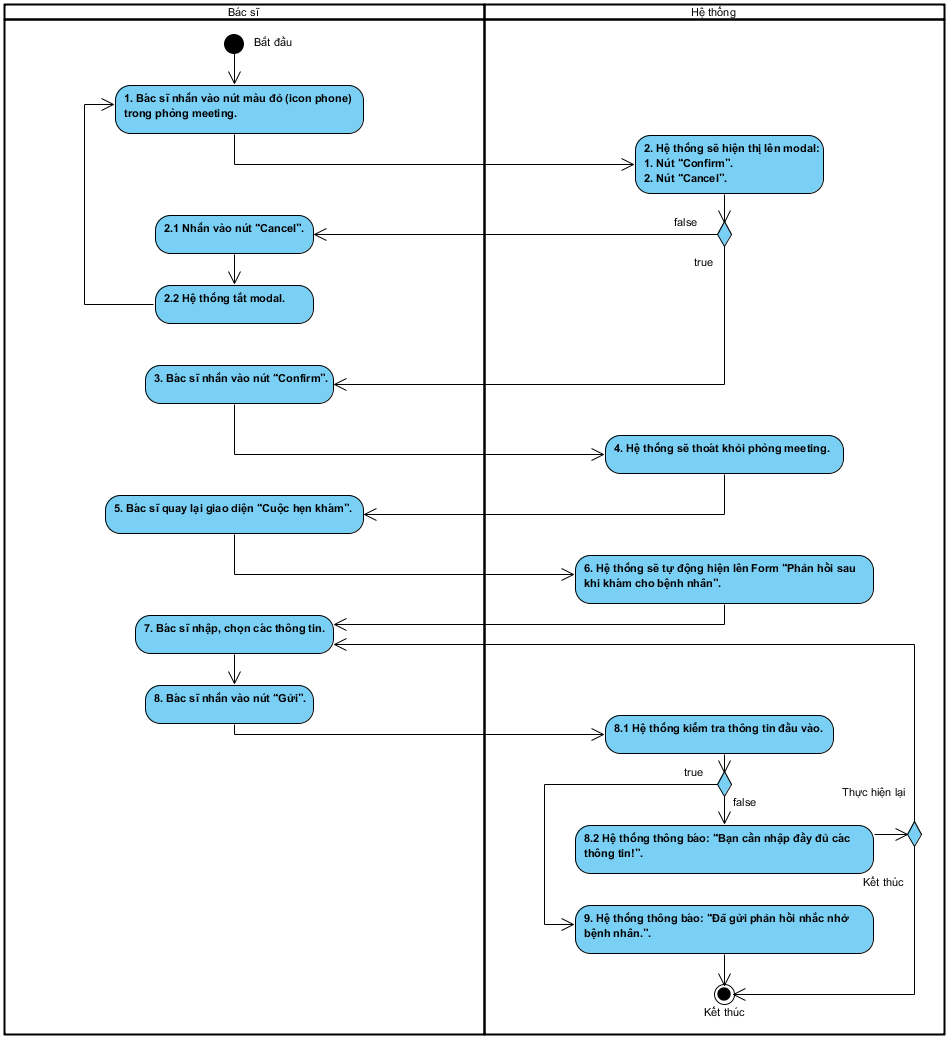 Bác sĩ
Hệ thống
Bắt đầu
1. Bác sĩ nhấn vào nút màu đỏ (icon phone)
trong phòng meeting.
2. Hệ thống sẽ hiện thị lên modal:
1. Nút “Confirm”.
2. Nút “Cancel”.
false
true
2.1 Nhấn vào nút “Cancel”.
2.2 Hệ thống tắt modal.
3. Bác sĩ nhấn vào nút “Confirm”.
4. Hệ thống sẽ thoát khỏi phòng meeting.
5. Bác sĩ quay lại giao diện “Cuộc hẹn khám”.
6. Hệ thống sẽ tự động hiện lên Form “Phản hồi sau
khi khám cho bệnh nhân”.
7. Bác sĩ nhập, chọn các thông tin.
8. Bác sĩ nhấn vào nút “Gửi”.
8.1 Hệ thống kiểm tra thông tin đầu vào.
true
false
Thực hiện lại
8.2 Hệ thống thông báo: “Bạn cần nhập đầy đủ các
thông tin!”.
Kết thúc
9. Hệ thống thông báo: “Đã gửi phản hồi nhắc nhở
bệnh nhân.”.
Kết thúc